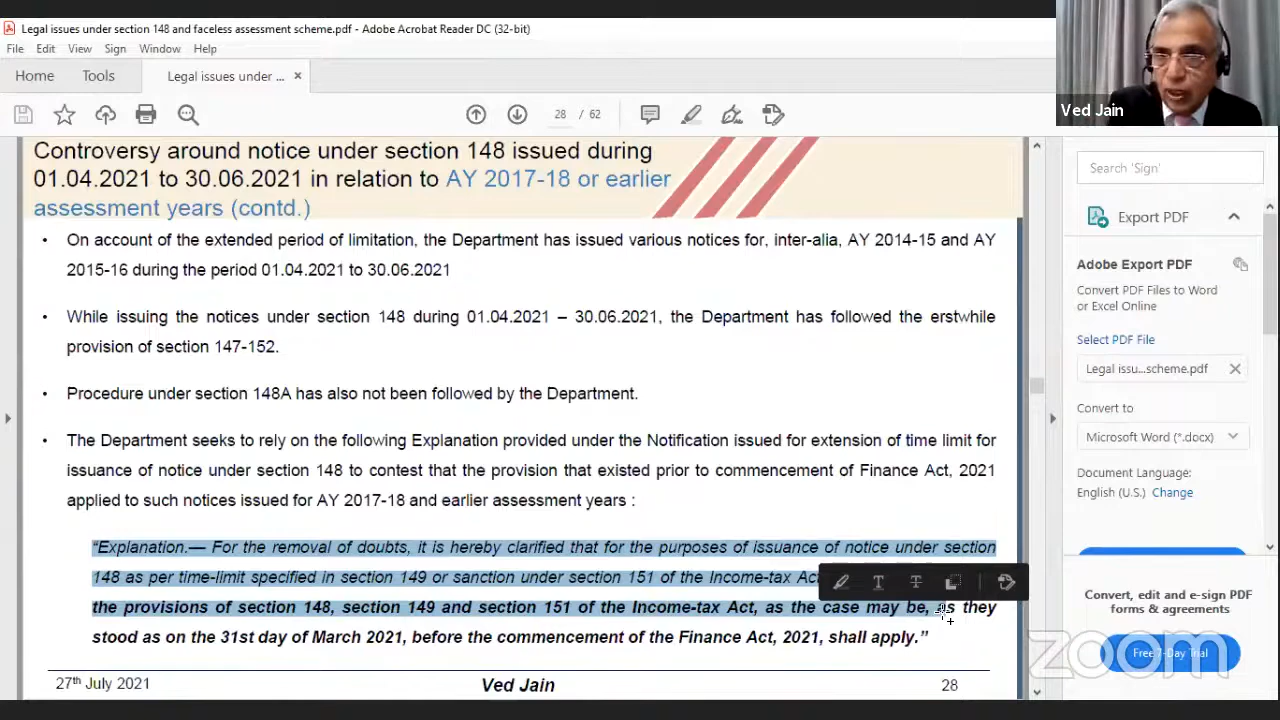 Legal issues under section 148 and faceless assessment scheme.pdf - Adobe Acrobat Reader DC (32-bit)
File Edit View Sign Window Help
Home Tools Legal issues under ... ×
28 / 62
Ved Jain
Controversy around notice under section 148 issued during
01.04.2021 to 30.06.2021 in relation to AY 2017-18 or earlier
assessment years (contd.)
• On account of the extended period of limitation, the Department has issued various notices for, inter-alia, AY 2014-15 and AY
2015-16 during the period 01.04.2021 to 30.06.2021
• While issuing the notices under section 148 during 01.04.2021 – 30.06.2021, the Department has followed the erstwhile
provision of section 147-152.
• Procedure under section 148A has also not been followed by the Department.
• The Department seeks to rely on the following Explanation provided under the Notification issued for extension of time limit for
issuance of notice under section 148 to contest that the provision that existed prior to commencement of Finance Act, 2021
applied to such notices issued for AY 2017-18 and earlier assessment years :
“Explanation.— For the removal of doubts, it is hereby clarified that for the purposes of issuance of notice under section
148 as per time-limit specified in section 149 or sanction under section 151 of the Income-tax Act
the provisions of section 148, section 149 and section 151 of the Income-tax Act, as the case may be, as they
stood as on the 31st day of March 2021, before the commencement of the Finance Act, 2021, shall apply.”
27th July 2021 Ved Jain 28
Search 'Sign'
Export PDF
Adobe Export PDF
Convert PDF Files to Word
or Excel Online
Select PDF File
Legal issu...scheme.pdf
Convert to
Microsoft Word (*.docx)
Document Language:
English (U.S.) Change
Convert, edit and e-sign PDF
forms & agreements
Free 7-Day Trial
zoom